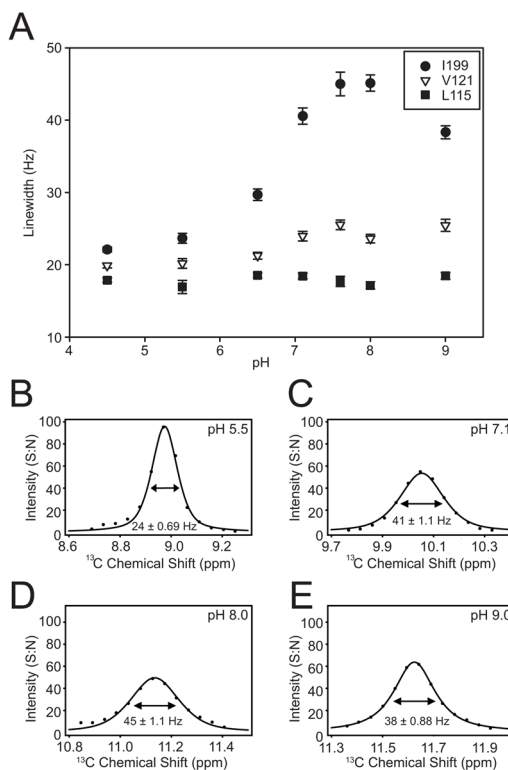 A
50
40
30
20
10
Linewidth (Hz)
I199
V121
L115
4 5 6 7 8 9
pH
B
pH 5.5
100
80
60
40
20
0
Intensity (S:N)
24 ± 0.69 Hz
8.6 8.8 9.0 9.2
13C Chemical Shift (ppm)
C
pH 7.1
100
80
60
40
20
0
Intensity (S:N)
41 ± 1.1 Hz
9.7 9.9 10.1 10.3
13C Chemical Shift (ppm)
D
pH 8.0
100
80
60
40
20
0
Intensity (S:N)
45 ± 1.1 Hz
10.8 11.0 11.2 11.4
13C Chemical Shift (ppm)
E
pH 9.0
100
80
60
40
20
0
Intensity (S:N)
38 ± 0.88 Hz
11.3 11.5 11.7 11.9
13C Chemical Shift (ppm)